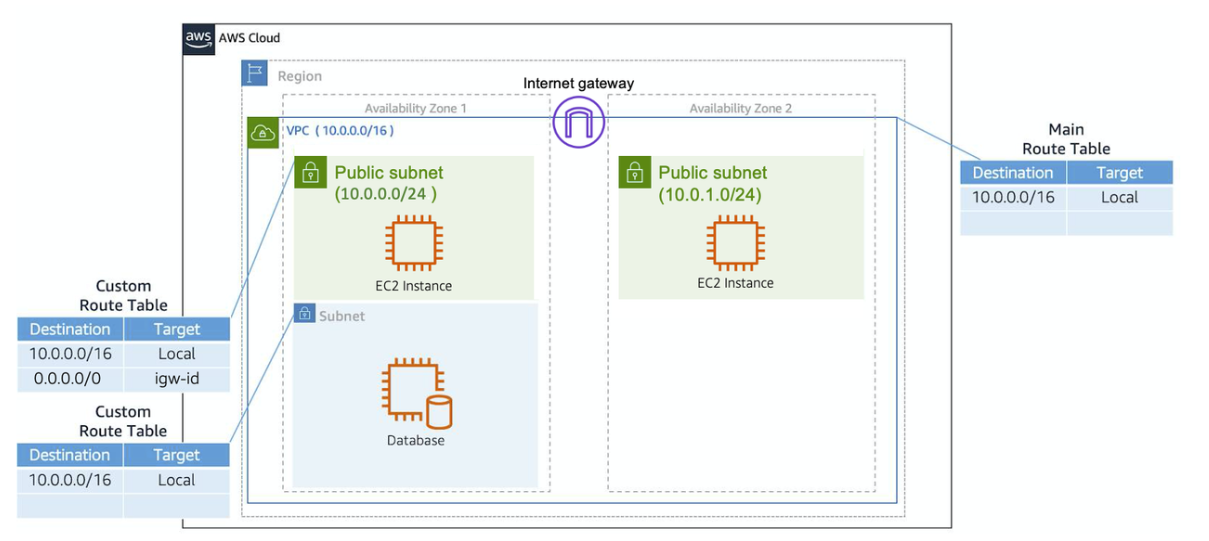 aws
AWS Cloud
Region
Internet gateway
Availability Zone 1
Availability Zone 2
VPC ( 10.0.0.0/16 )
Main
Route Table
Destination Target
10.0.0.0/16 Local
Public subnet
(10.0.0.0/24 )
EC2 Instance
Public subnet
(10.0.1.0/24)
EC2 Instance
Custom
Route Table
Destination Target
10.0.0.0/16 Local
0.0.0.0/0 igw-id
Subnet
Database
Custom
Route Table
Destination Target
10.0.0.0/16 Local